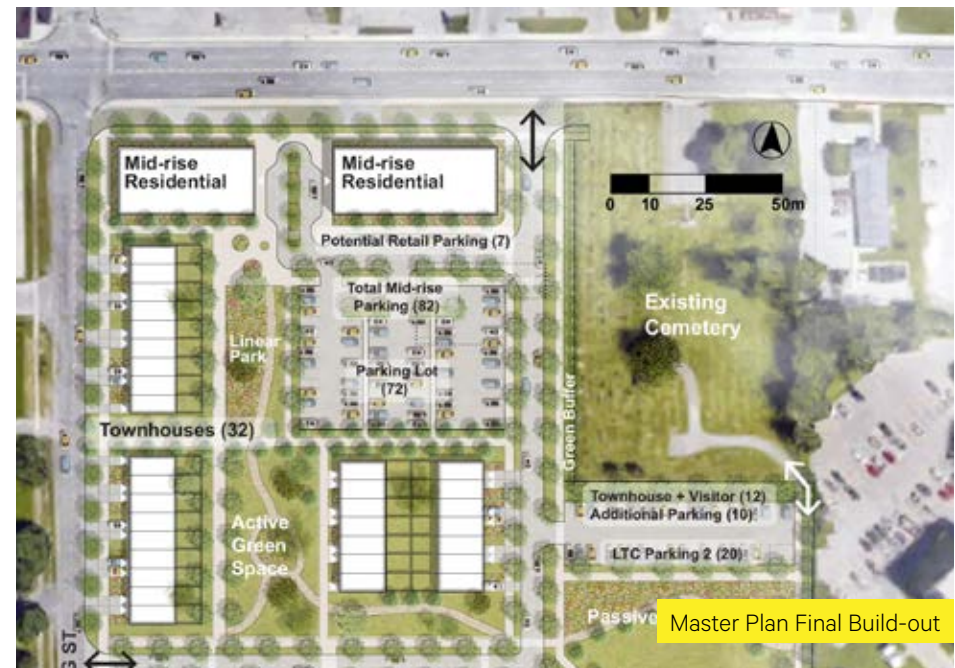 Mid-rise
Residential
Mid-rise
Residential
0 10 25 50m
Potential Retail Parking (7)
Total Mid-rise
Parking (82)
Existing
Cemetery
Linear
Park
Parking Lot
(72)
Townhouses (32)
Green Buffer
Townhouse + Visitor (12)
Additional Parking (10)
Active
Green
Space
LTC Parking 2 (20)
Passive
Master Plan Final Build-out
G ST